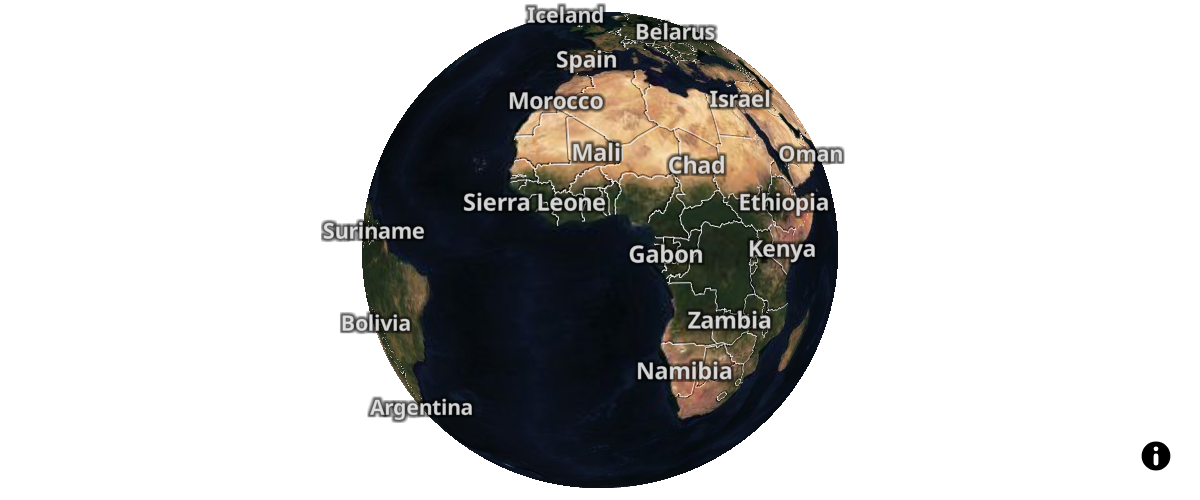 Iceland
Belarus
Spain
Morocco
Israel
Mali
Chad
Oman
Sierra Leone
Ethiopia
Suriname
Gabon
Kenya
Bolivia
Zambia
Namibia
Argentina